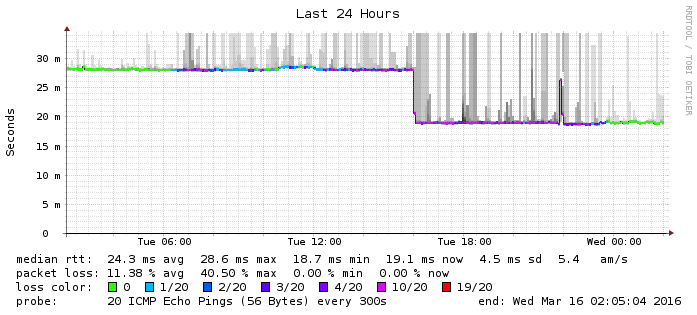 Last 24 Hours
RRDTOOL / TOBI OETIKER
Seconds
30 m
25 m
20 m
15 m
10 m
5 m
0
Tue 06:00 Tue 12:00 Tue 18:00 Wed 00:00
median rtt: 24.3 ms avg 28.6 ms max 18.7 ms min 19.1 ms now 4.5 ms sd 5.4 am/s
packet loss: 11.38 % avg 40.50 % max 0.00 % min 0.00 % now
loss color: 0 1/20 2/20 3/20 4/20 10/20 19/20
probe: 20 ICMP Echo Pings (56 Bytes) every 300s end: Wed Mar 16 02:05:04 2016